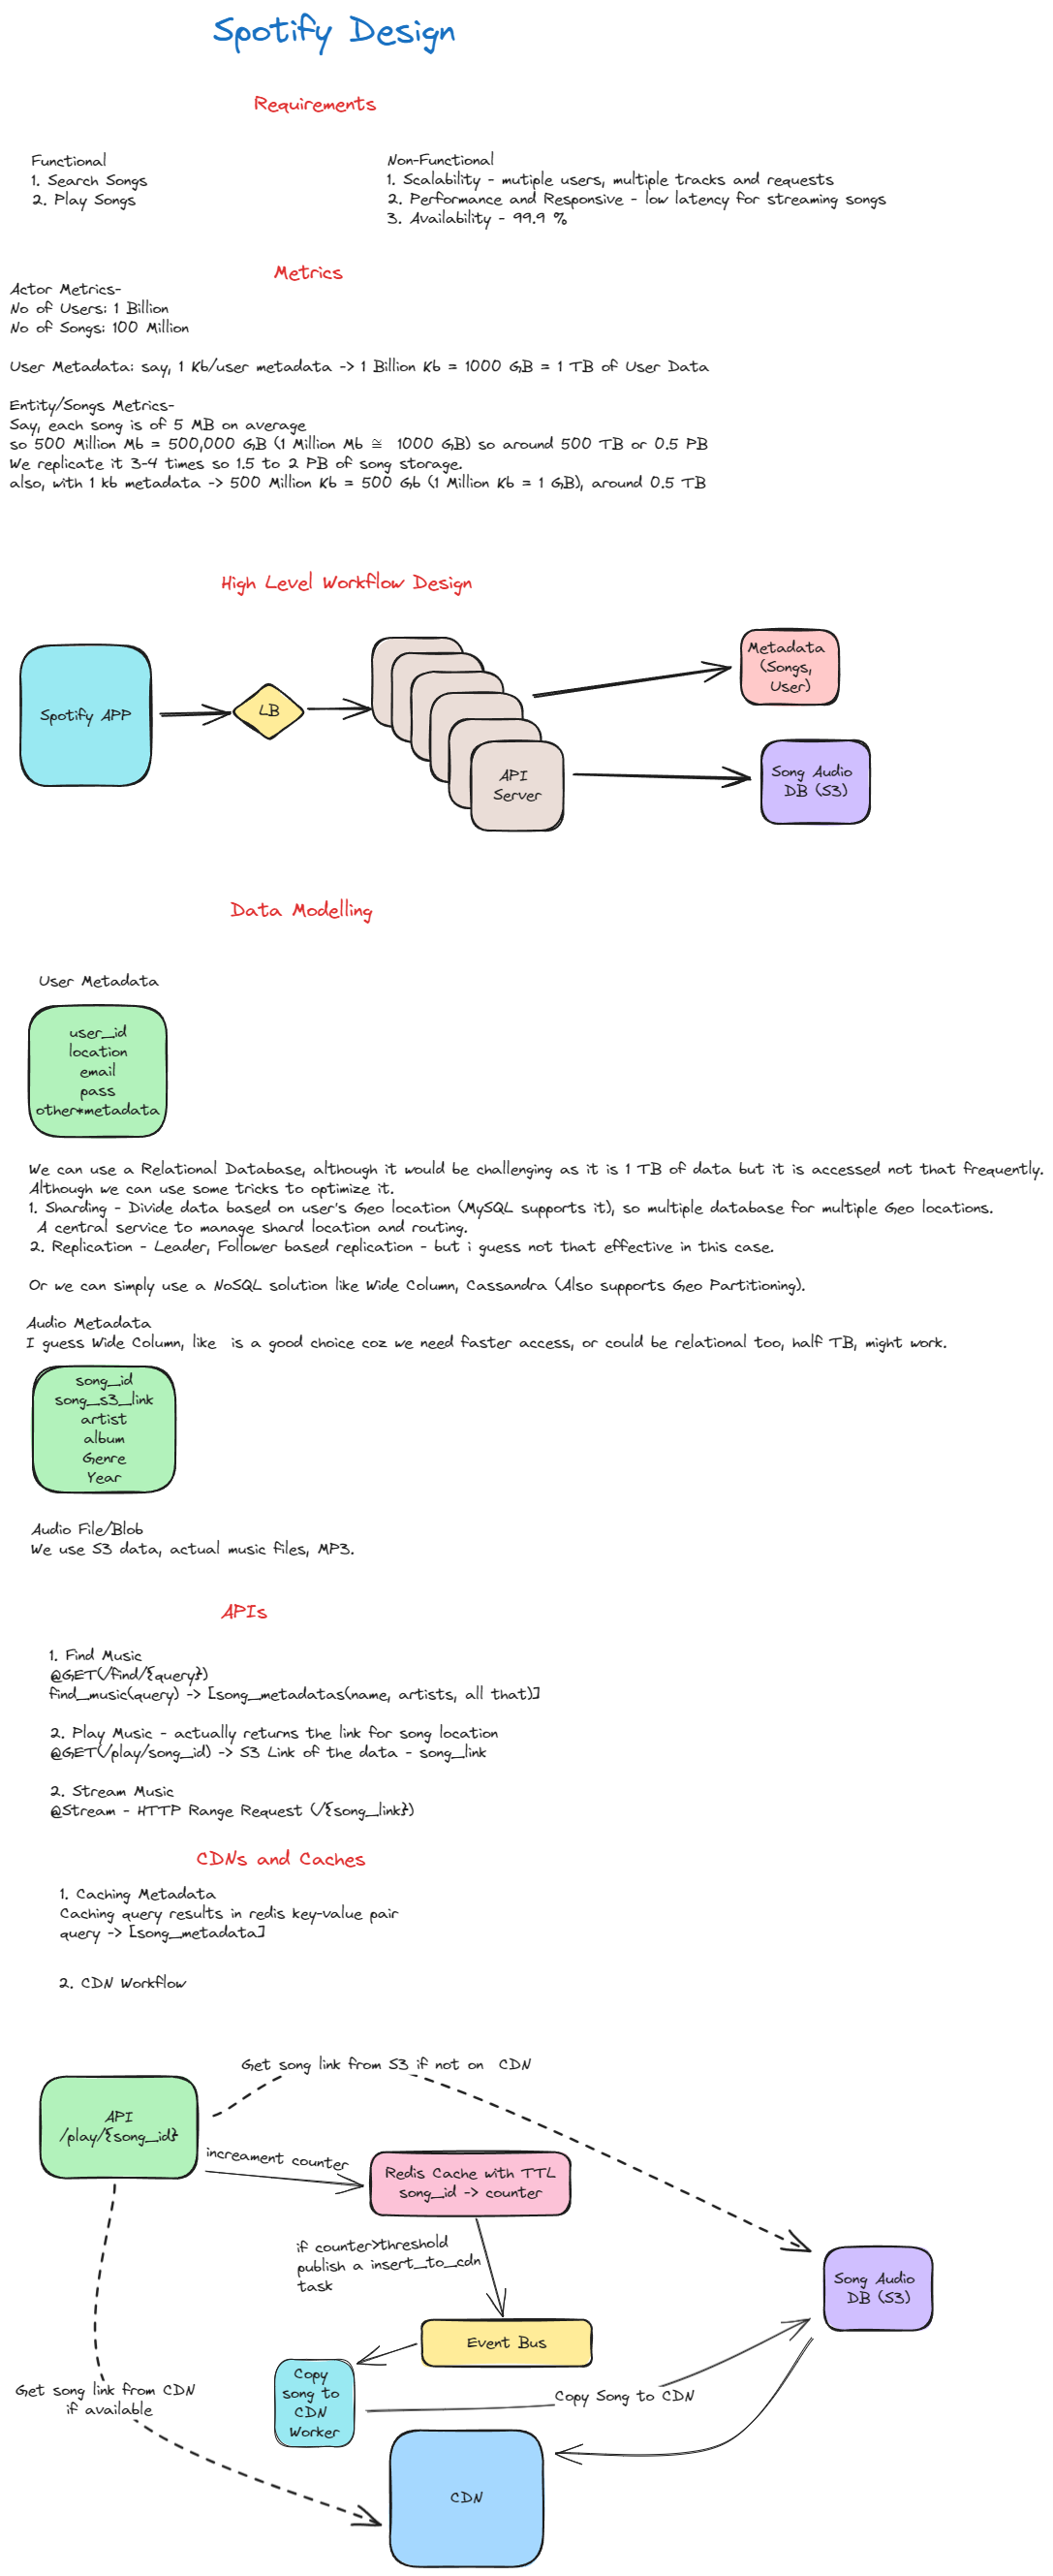 Spotify Design
Requirements
Functional
1. Search Songs
2. Play Songs
Non-Functional
1. Scalability - mutiple users, multiple tracks and requests
2. Performance and Responsive - low latency for streaming songs
3. Availability - 99.9 %
Metrics
Actor Metrics-
No of Users: 1 Billion
No of Songs: 100 Million
User Metadata: say, 1 Kb/user metadata -> 1 Billion Kb = 1000 GB = 1 TB of User Data
Entity/Songs Metrics-
Say, each song is of 5 MB on average
so 500 Million Mb = 500,000 GB (1 Million Mb ≅ 1000 GB) so around 500 TB or 0.5 PB
We replicate it 3-4 times so 1.5 to 2 PB of song storage.
also, with 1 kb metadata -> 500 Million Kb = 500 Gb (1 Million Kb = 1 GB), around 0.5 TB
High Level Workflow Design
Spotify APP
LB
API
Server
Metadata
(Songs,
User)
Song Audio
DB (S3)
Data Modelling
User Metadata
user_id
location
email
pass
other*metadata
We can use a Relational Database, although it would be challenging as it is 1 TB of data but it is accessed not that frequently.
Although we can use some tricks to optimize it.
1. Sharding - Divide data based on user's Geo location (MySQL supports it), so multiple database for multiple Geo locations.
A central service to manage shard location and routing.
2. Replication - Leader, Follower based replication - but i guess not that effective in this case.
Or we can simply use a NoSQL solution like Wide Column, Cassandra (Also supports Geo Partitioning).
Audio Metadata
I guess Wide Column, like is a good choice coz we need faster access, or could be relational too, half TB, might work.
song_id
song_s3_link
artist
album
Genre
Year
Audio File/Blob
We use S3 data, actual music files, MP3.
APIs
1. Find Music
@GET(/find/{query})
find_music(query) -> [song_metadatas(name, artists, all that)]
2. Play Music - actually returns the link for song location
@GET(/play/song_id) -> S3 Link of the data - song_link
2. Stream Music
@Stream - HTTP Range Request (/{song_link})
CDNs and Caches
1. Caching Metadata
Caching query results in redis key-value pair
query -> [song_metadata]
2. CDN Workflow
Get song link from S3 if not on CDN
API
/play/{song_id}
increament counter
Redis Cache with TTL
song_id -> counter
if counter>threshold
publish a insert_to_cdn
task
Song Audio
DB (S3)
Event Bus
Copy
song to
CDN
Worker
Get song link from CDN
if available
Copy Song to CDN
CDN